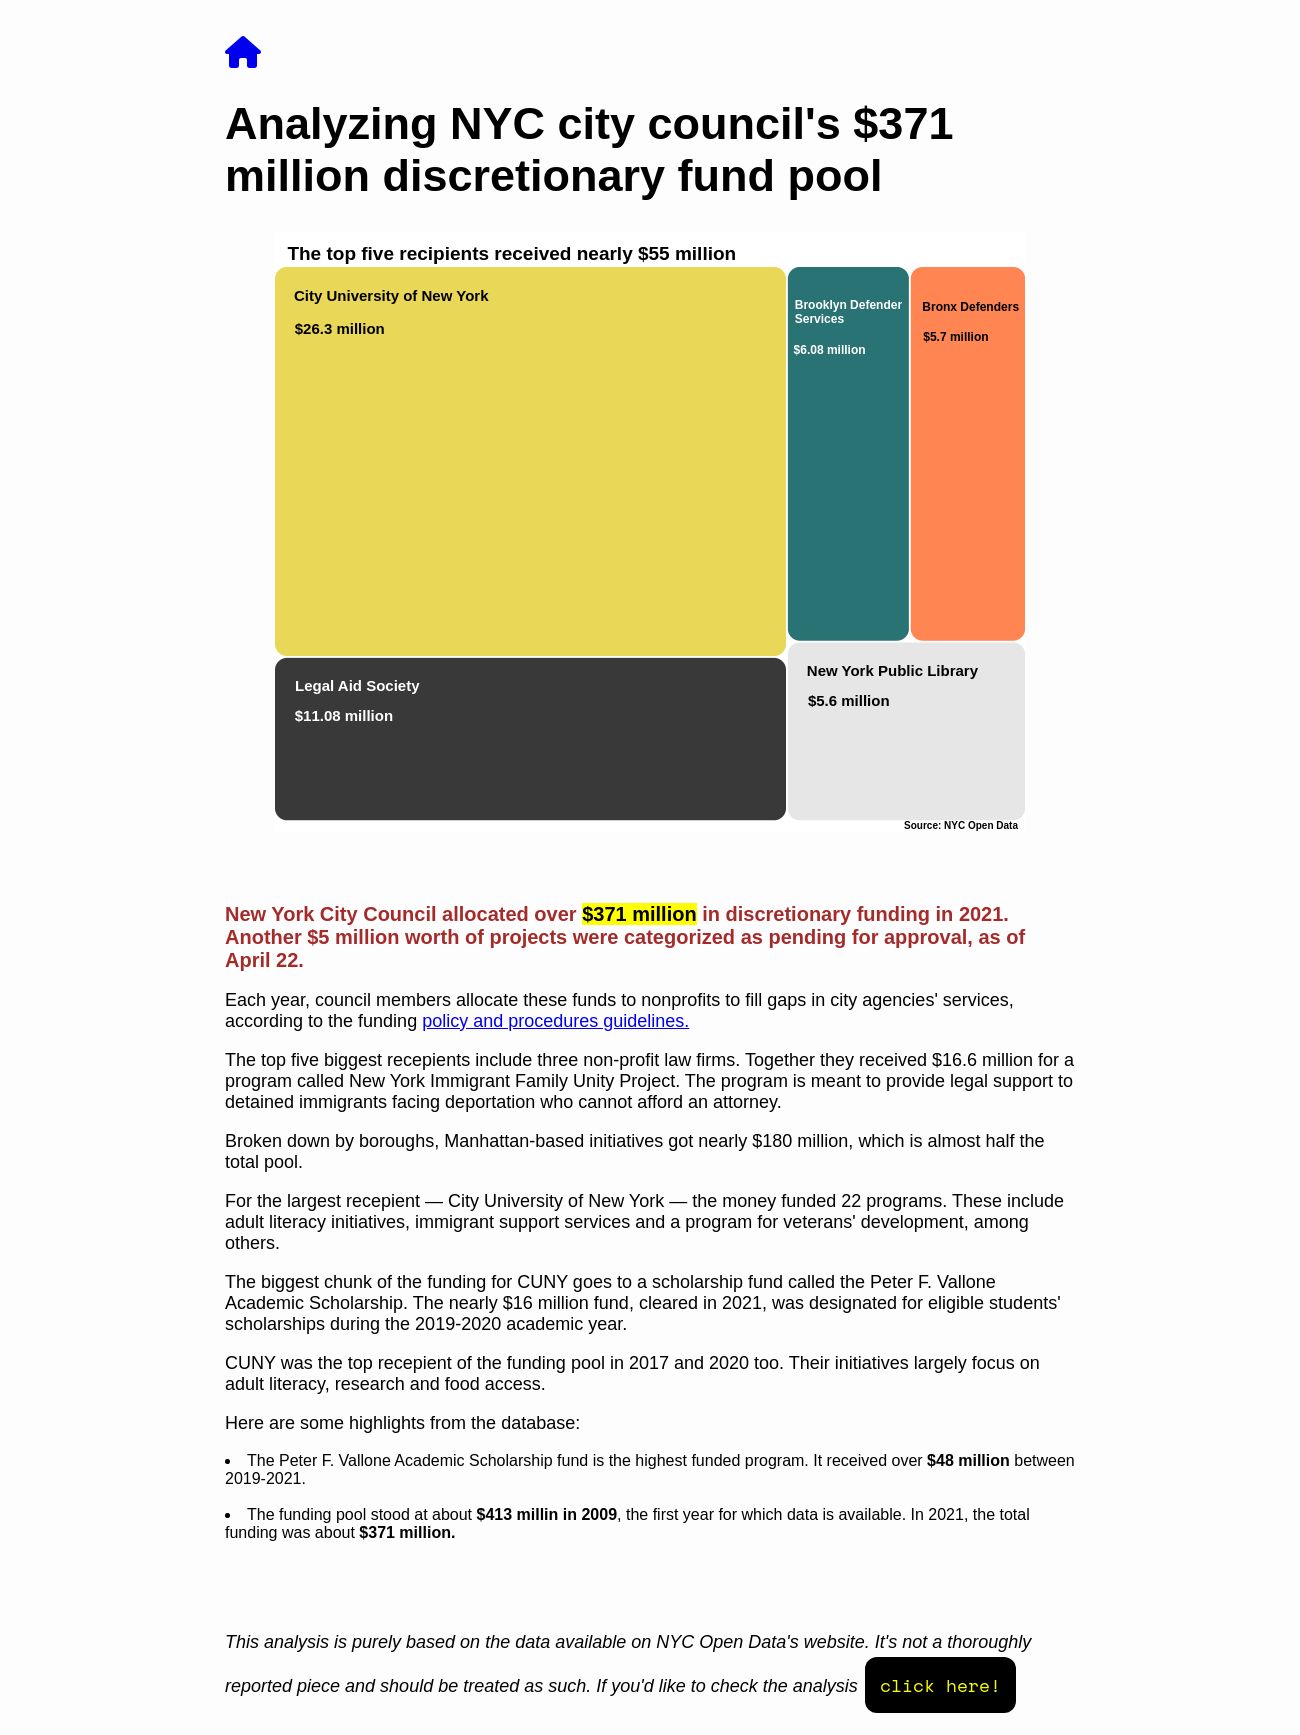 Analyzing NYC city council's $371
million discretionary fund pool
The top five recipients received nearly $55 million
City University of New York
$26.3 million
Brooklyn Defender
Services
$6.08 million
Bronx Defenders
$5.7 million
Legal Aid Society
$11.08 million
New York Public Library
$5.6 million
Source: NYC Open Data
New York City Council allocated over $371 million in discretionary funding in 2021.
Another $5 million worth of projects were categorized as pending for approval, as of
April 22.
Each year, council members allocate these funds to nonprofits to fill gaps in city agencies' services,
according to the funding policy and procedures guidelines.
The top five biggest recepients include three non-profit law firms. Together they received $16.6 million for a
program called New York Immigrant Family Unity Project. The program is meant to provide legal support to
detained immigrants facing deportation who cannot afford an attorney.
Broken down by boroughs, Manhattan-based initiatives got nearly $180 million, which is almost half the
total pool.
For the largest recepient — City University of New York — the money funded 22 programs. These include
adult literacy initiatives, immigrant support services and a program for veterans' development, among
others.
The biggest chunk of the funding for CUNY goes to a scholarship fund called the Peter F. Vallone
Academic Scholarship. The nearly $16 million fund, cleared in 2021, was designated for eligible students'
scholarships during the 2019-2020 academic year.
CUNY was the top recepient of the funding pool in 2017 and 2020 too. Their initiatives largely focus on
adult literacy, research and food access.
Here are some highlights from the database:
• The Peter F. Vallone Academic Scholarship fund is the highest funded program. It received over $48 million between
2019-2021.
• The funding pool stood at about $413 millin in 2009, the first year for which data is available. In 2021, the total
funding was about $371 million.
This analysis is purely based on the data available on NYC Open Data's website. It's not a thoroughly
reported piece and should be treated as such. If you'd like to check the analysis click here!